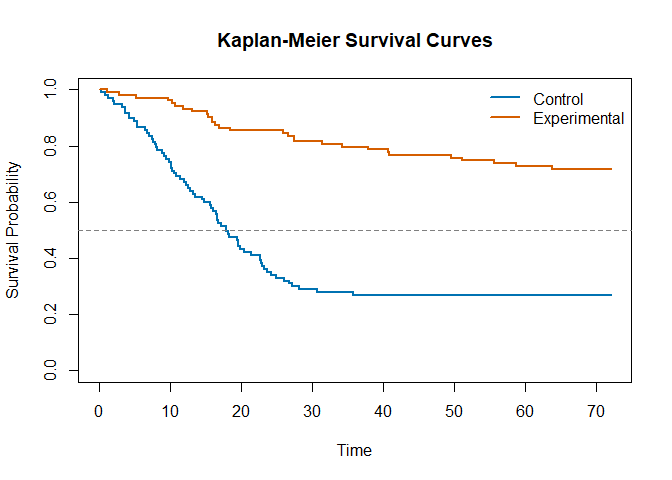 Kaplan-Meier Survival Curves
Control
Experimental
Survival Probability
1.0
0.8
0.6
0.4
0.2
0.0
0 10 20 30 40 50 60 70
Time